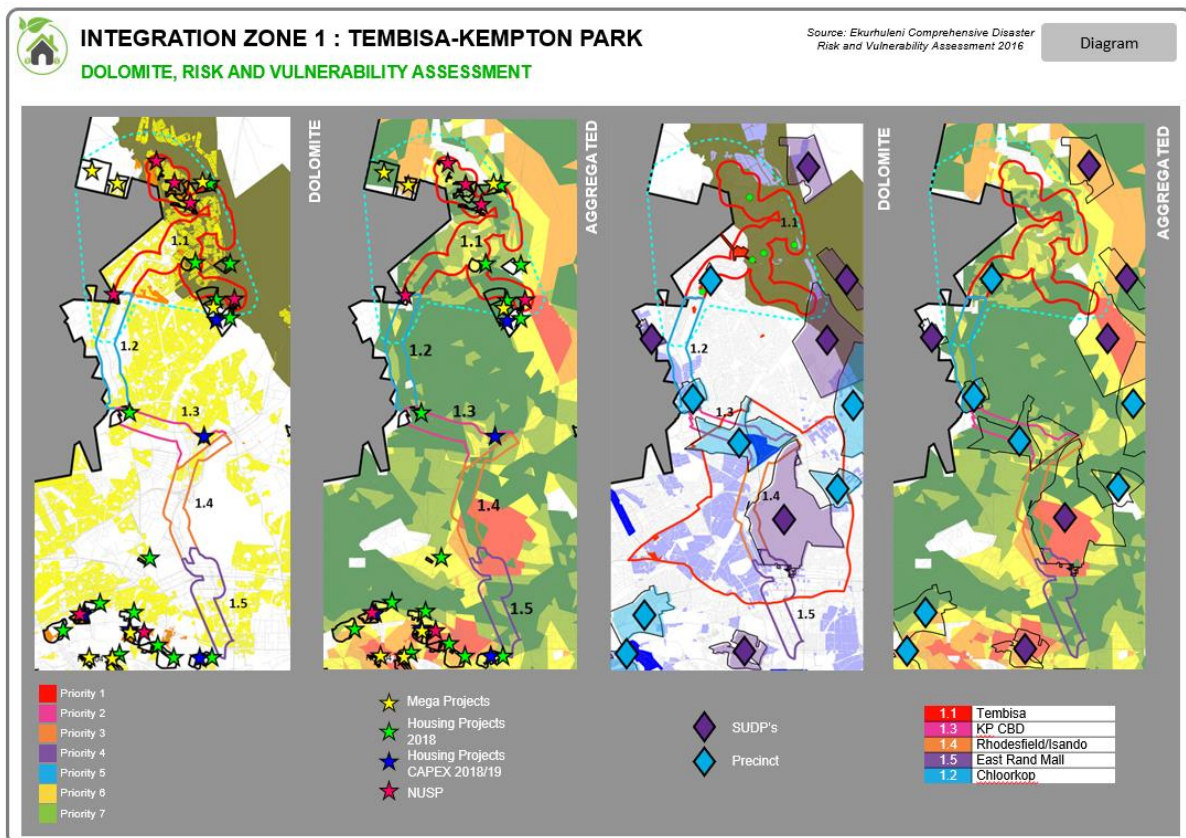 INTEGRATION ZONE 1 : TEMBISA-KEMPTON PARK
DOLOMITE, RISK AND VULNERABILITY ASSESSMENT
Source: Ekurhuleni Comprehensive Disaster
Risk and Vulnerability Assessment 2016
Diagram
DOLOMITE
1.1
1.2
1.3
1.4
1.5
AGGREGATED
1.1
1.2
1.3
1.4
1.5
DOLOMITE
1.1
1.2
1.3
1.4
1.5
AGGREGATED
Priority 1
Priority 2
Priority 3
Priority 4
Priority 5
Priority 6
Priority 7
Mega Projects
Housing Projects
2018
Housing Projects
CAPEX 2018/19
NUSP
SUDP's
Precinct
1.1 Tembisa
1.3 KP CBD
1.4 Rhodesfield/Isando
1.5 East Rand Mall
1.2 Chloorkop